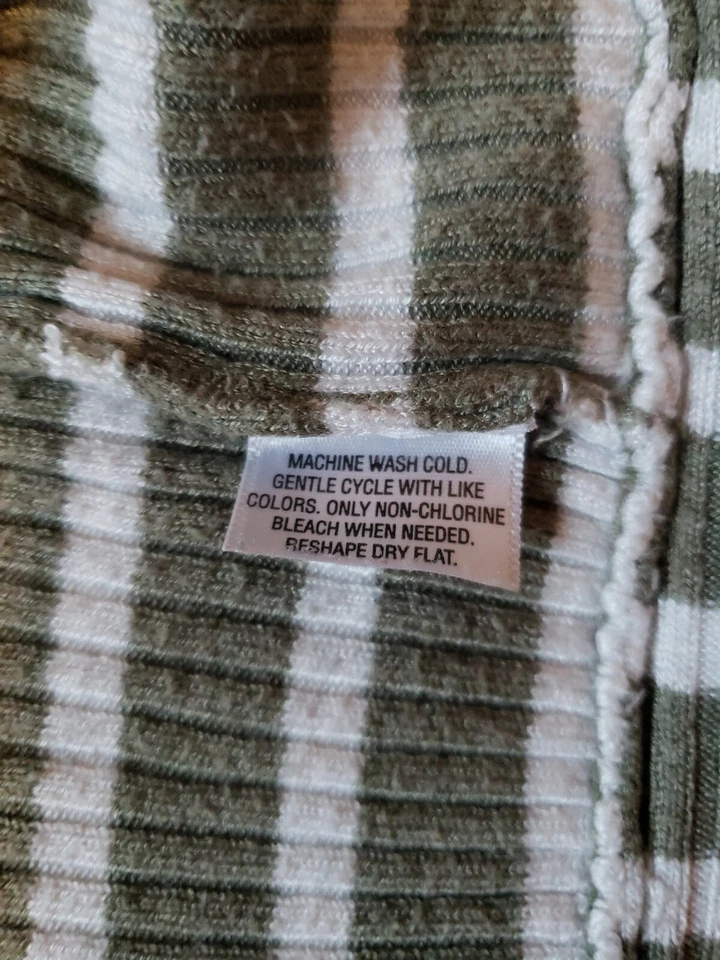 MACHINE WASH COLD.
GENTLE CYCLE WITH LIKE
COLORS. ONLY NON-CHLORINE
BLEACH WHEN NEEDED.
RESHAPE DRY FLAT.